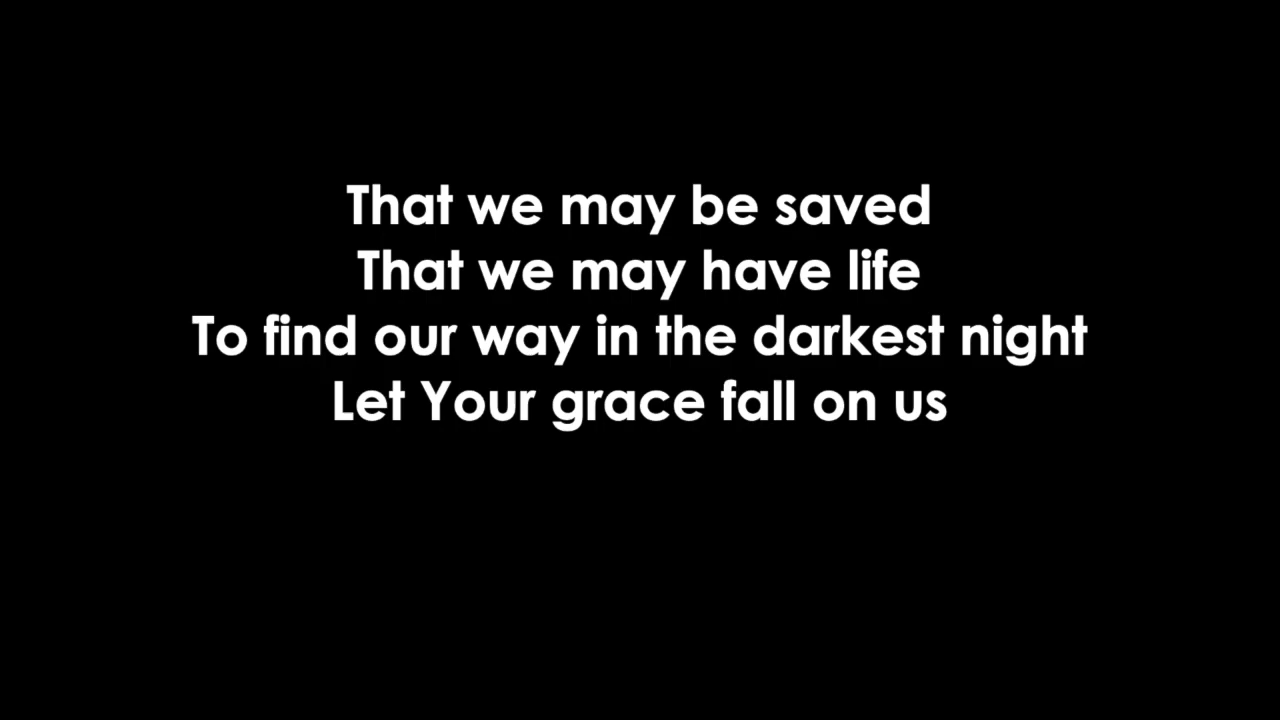 That we may be saved
That we may have life
To find our way in the darkest night
Let Your grace fall on us